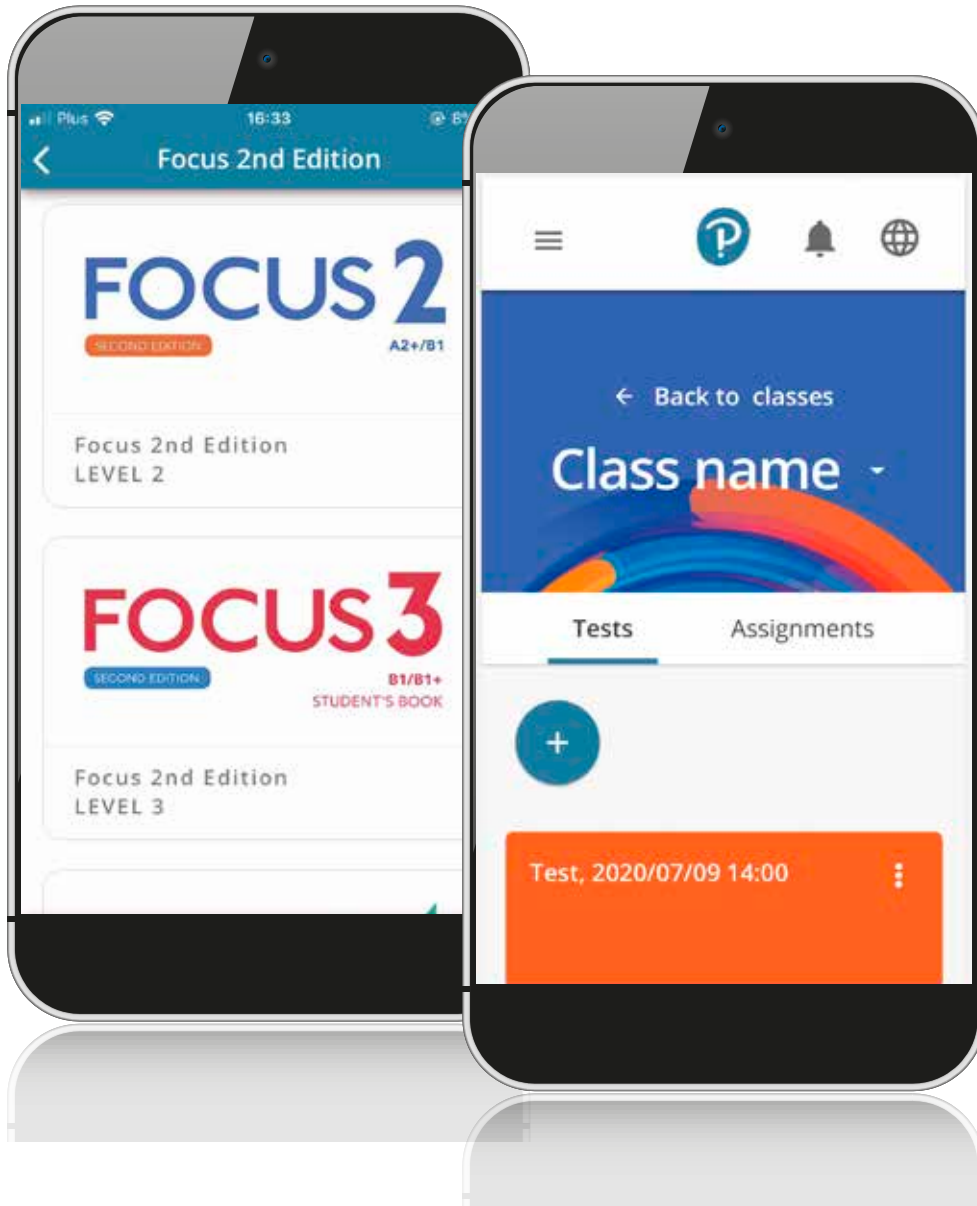 Plus 16:33
Focus 2nd Edition
FOCUS 2
SECOND EDITION
A2+/B1
Focus 2nd Edition
LEVEL 2
FOCUS 3
SECOND EDITION
B1/B1+
STUDENT'S BOOK
Focus 2nd Edition
LEVEL 3
P
← Back to classes
Class name
Tests Assignments
+
Test, 2020/07/09 14:00